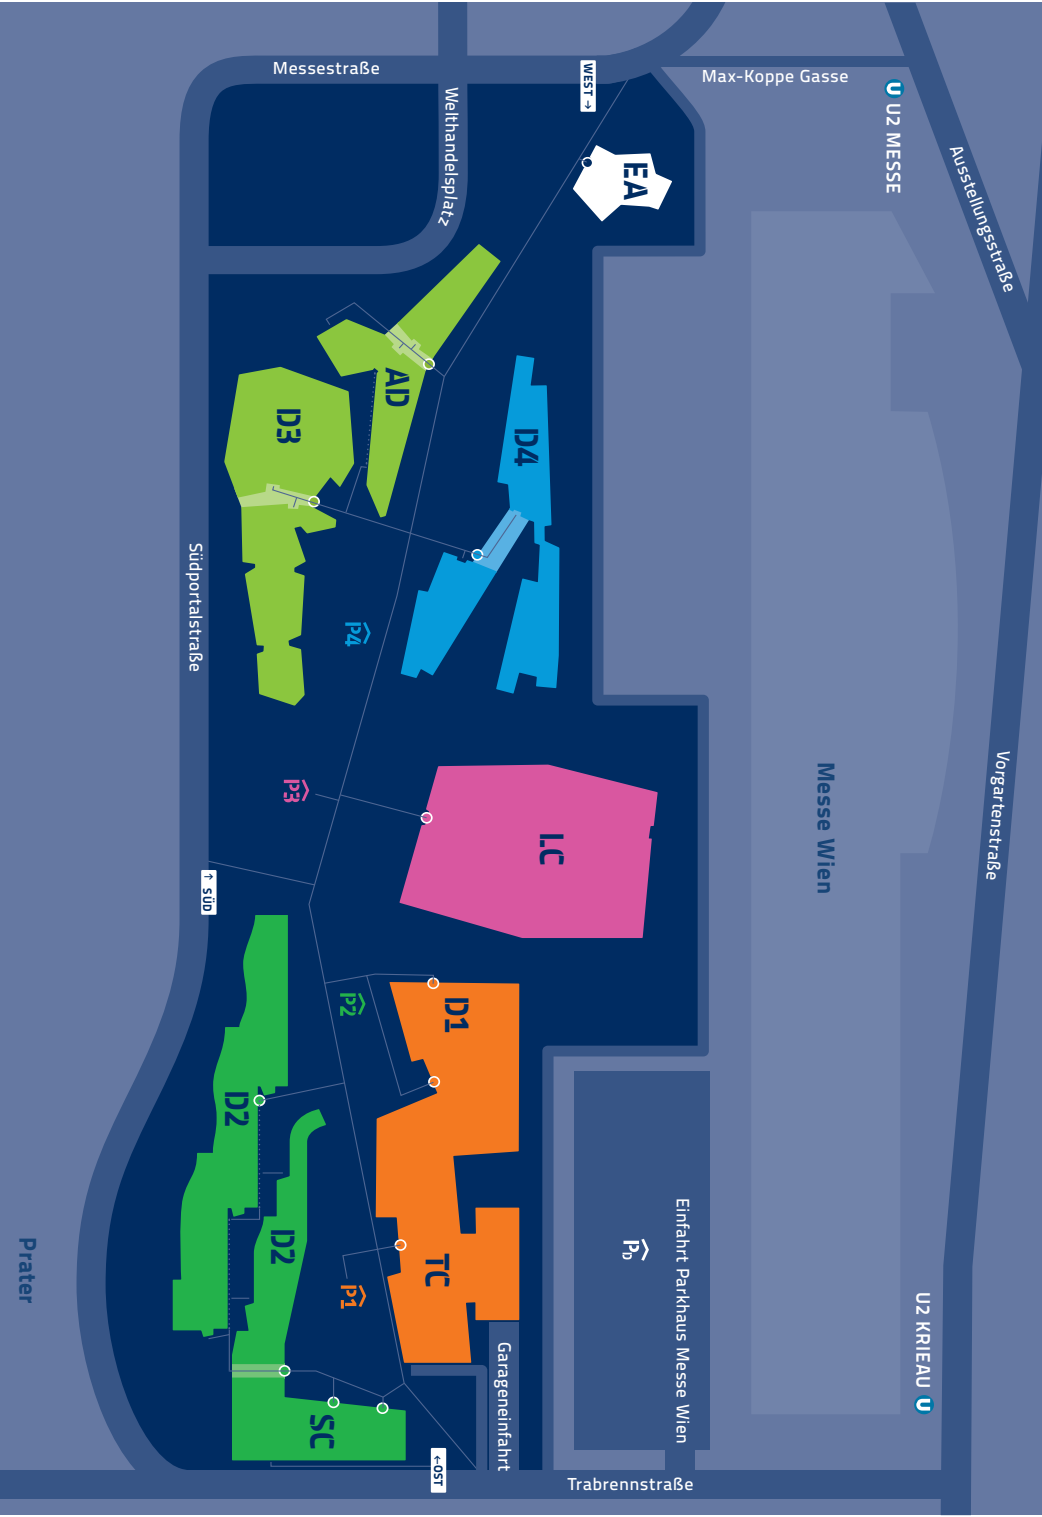 Messestraße
Max-Koppe Gasse
WEST →
Welthandelsplatz
U U2 MESSE
Ausstellungsstraße
EA
AD
D3
D4
Südportalstraße
P4
P3
LC
Messe Wien
Vorgartenstraße
↑ SÜD
P2
D1
D2
D2
TC
P1
PD
Einfahrt Parkhaus Messe Wien
Prater
U2 KRIEAU U
Garageneinfahrt
SC
←OST
Trabrennstraße